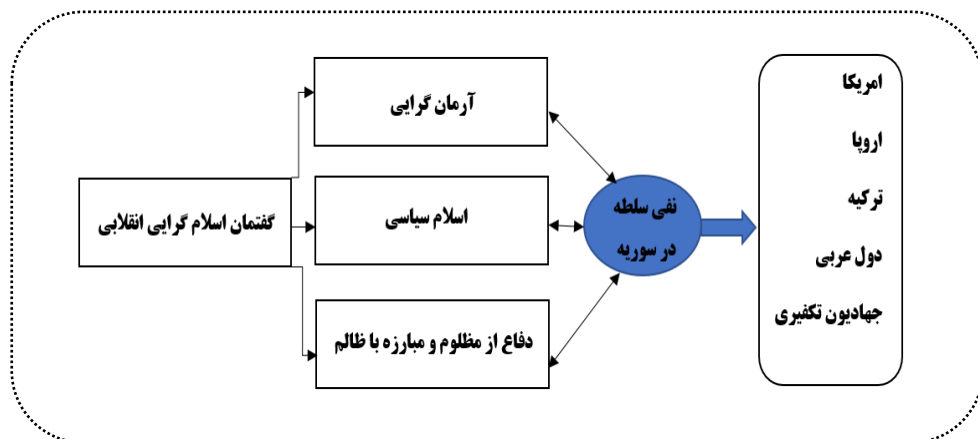 گفتمان اسلام گرایی انقلابی
آرمان گرایی
اسلام سیاسی
دفاع از مظلوم و مبارزه با ظالم
نفی سلطه
در سوریه
امریکا
اروپا
ترکیه
دول عربی
جهادیون تکفیری